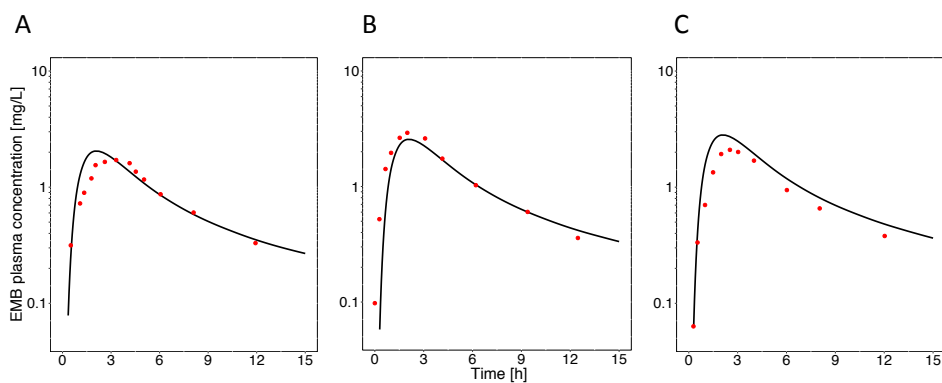 A B C
EMB plasma concentration [mg/L]
10 10 10
1 1 1
0.1 0.1 0.1
0 3 6 9 12 15 0 3 6 9 12 15 0 3 6 9 12 15
Time [h]